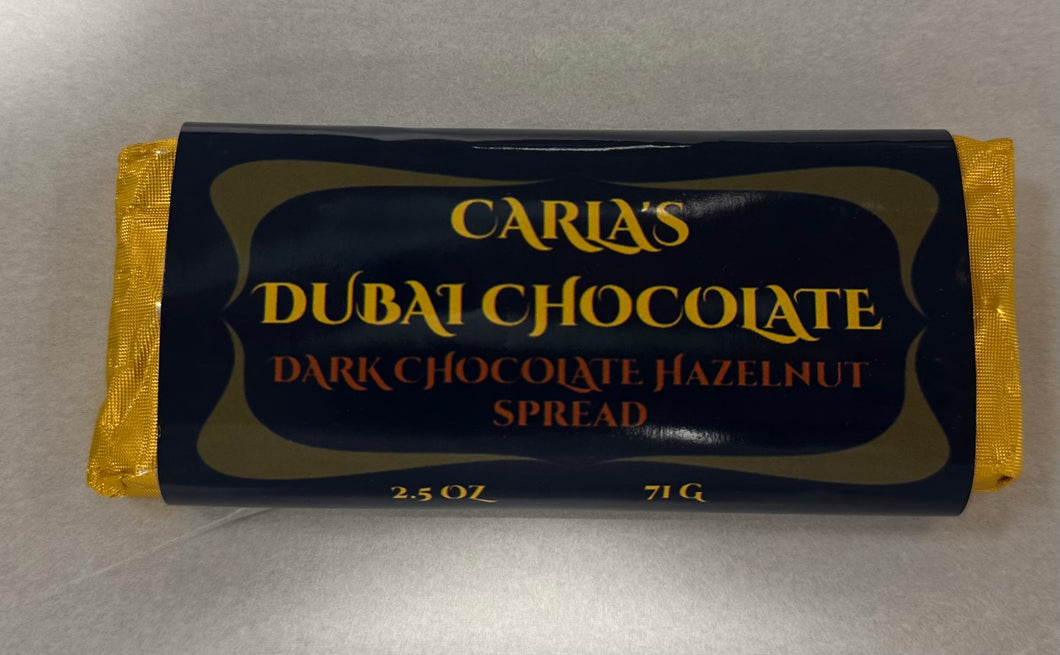 CARLA'S
DUBAI CHOCOLATE
DARK CHOCOLATE HAZELNUT
SPREAD
2.5 OZ 71 G